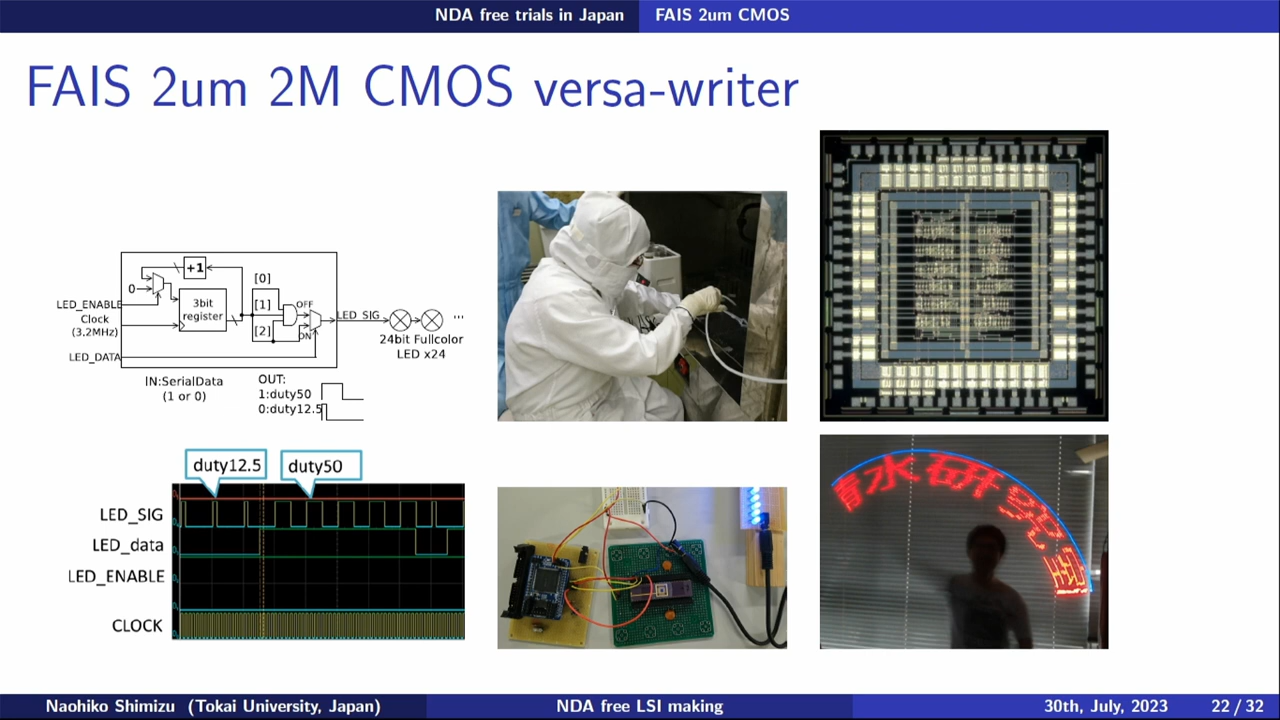 NDA free trials in Japan
FAIS 2um CMOS
FAIS 2um 2M CMOS versa-writer
+1
0
[0]
[1]
[2]
3bit
register
OFF
ON
LED_ENABLE
Clock
(3.2MHz)
LED_DATA
LED_SIG
...
24bit Fullcolor
LED x24
IN:SerialData
(1 or 0)
OUT:
1:duty50
0:duty12.5
duty12.5
duty50
LED_SIG
LED_data
LED_ENABLE
CLOCK
清水研究室
Naohiko Shimizu (Tokai University, Japan)
NDA free LSI making
30th, July, 2023
22 / 32